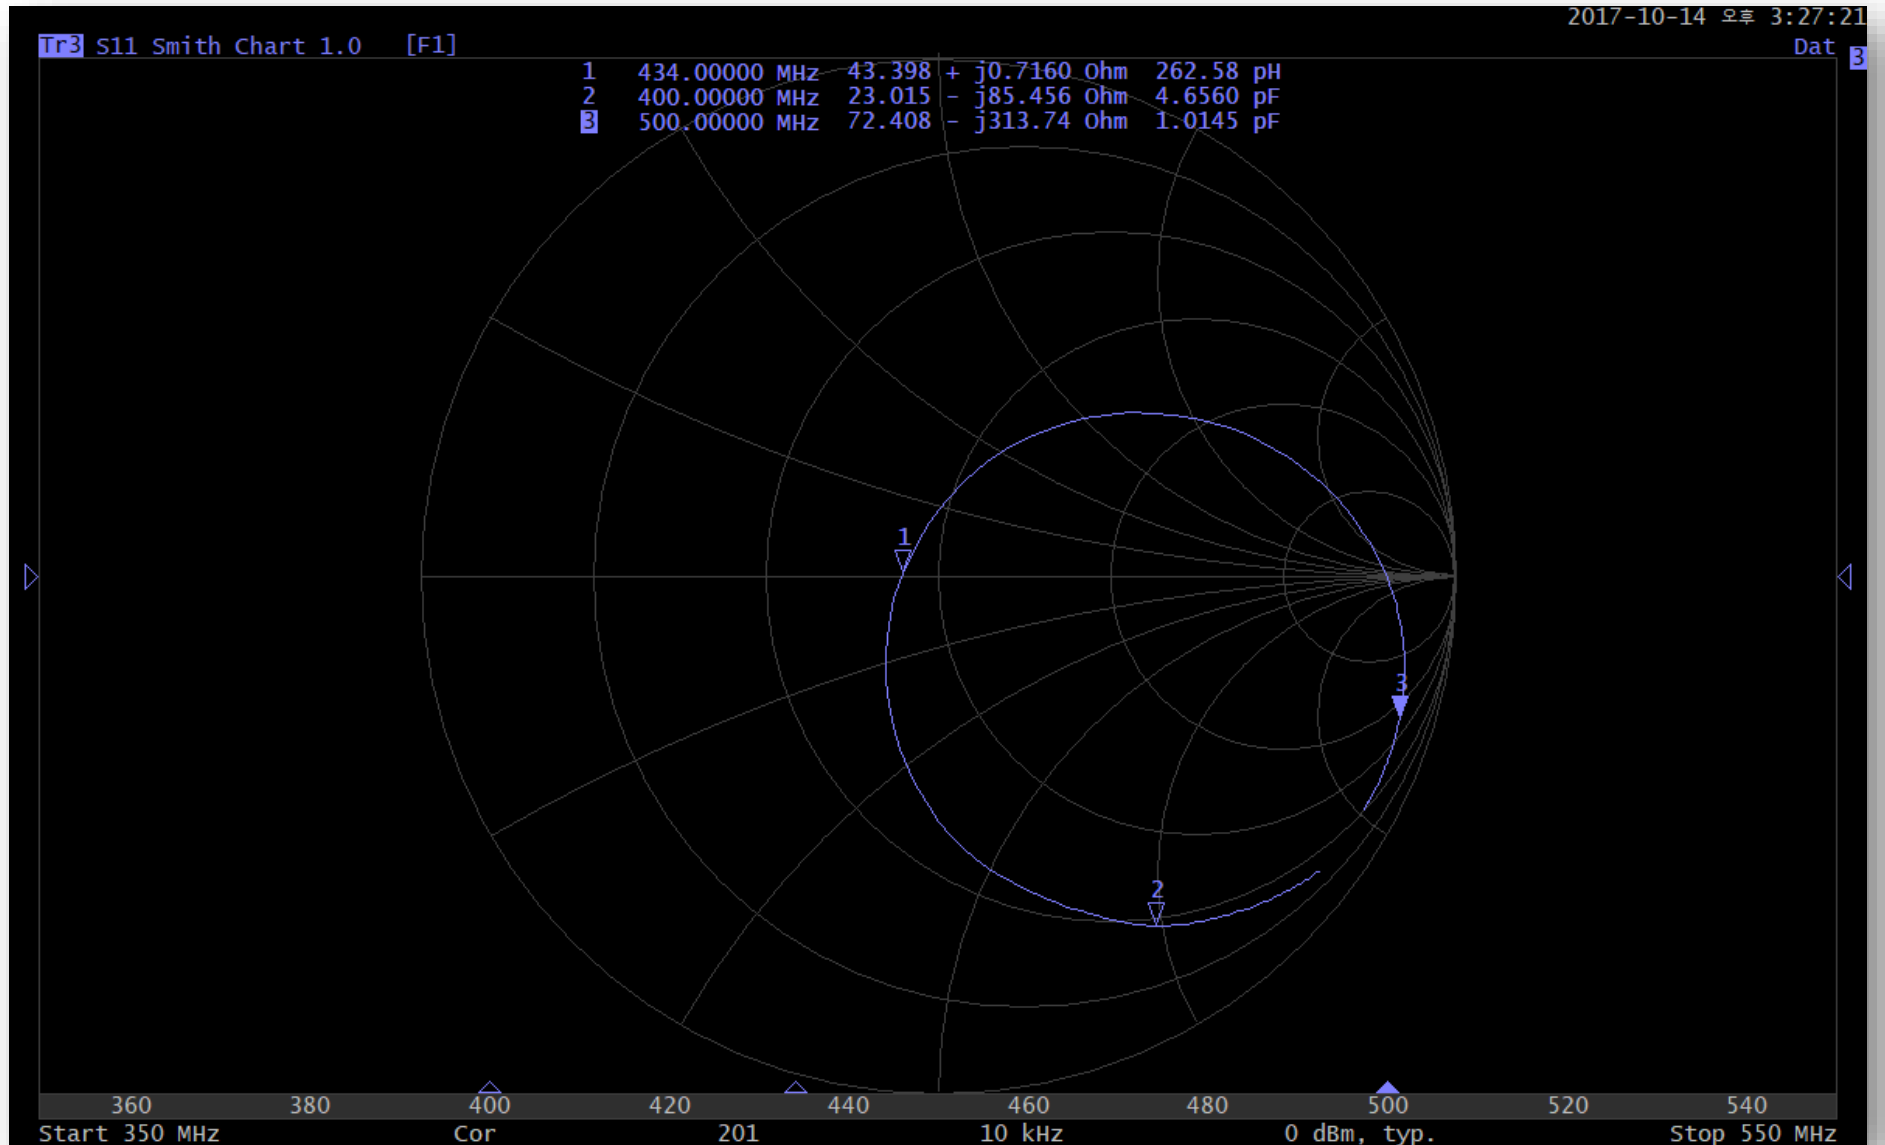 2017-10-14 오후 3:27:21
Tr3 S11 Smith Chart 1.0 [F1] Dat 3
1 434.00000 MHz 43.398 + j0.7160 Ohm 262.58 pH
2 400.00000 MHz 23.015 - j85.456 Ohm 4.6560 pF
3 500.00000 MHz 72.408 - j313.74 Ohm 1.0145 pF
1
3
2
360 380 400 420 440 460 480 500 520 540
Start 350 MHz Cor 201 10 kHz 0 dBm, typ. Stop 550 MHz